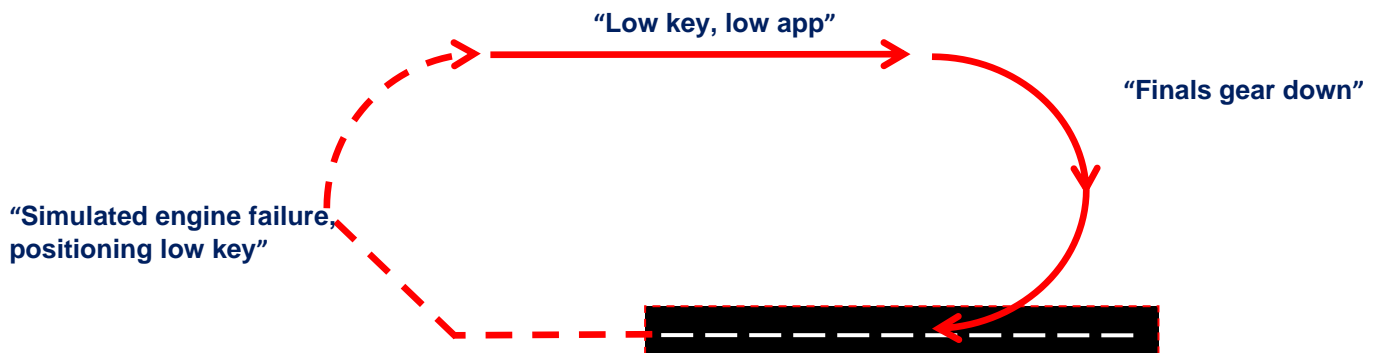 “Low key, low app”
“Finals gear down”
“Simulated engine failure,
positioning low key”